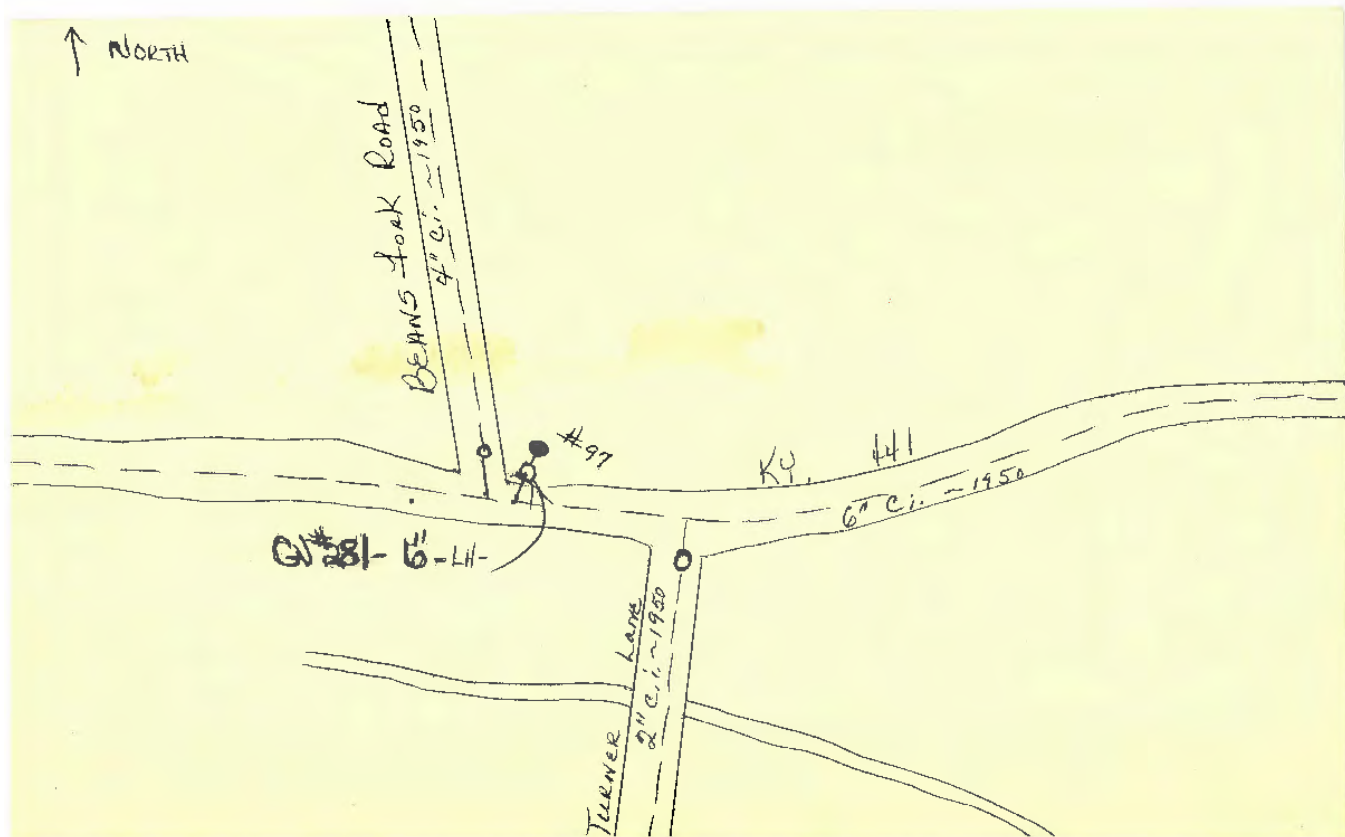 NORTH
BEANS FORK ROAD
4" C.i. ~1950
#97
KY. 441
6" C.i. ~1950
GV#281- 6"-LH-
TURNER LANE
2" C.i. ~1950